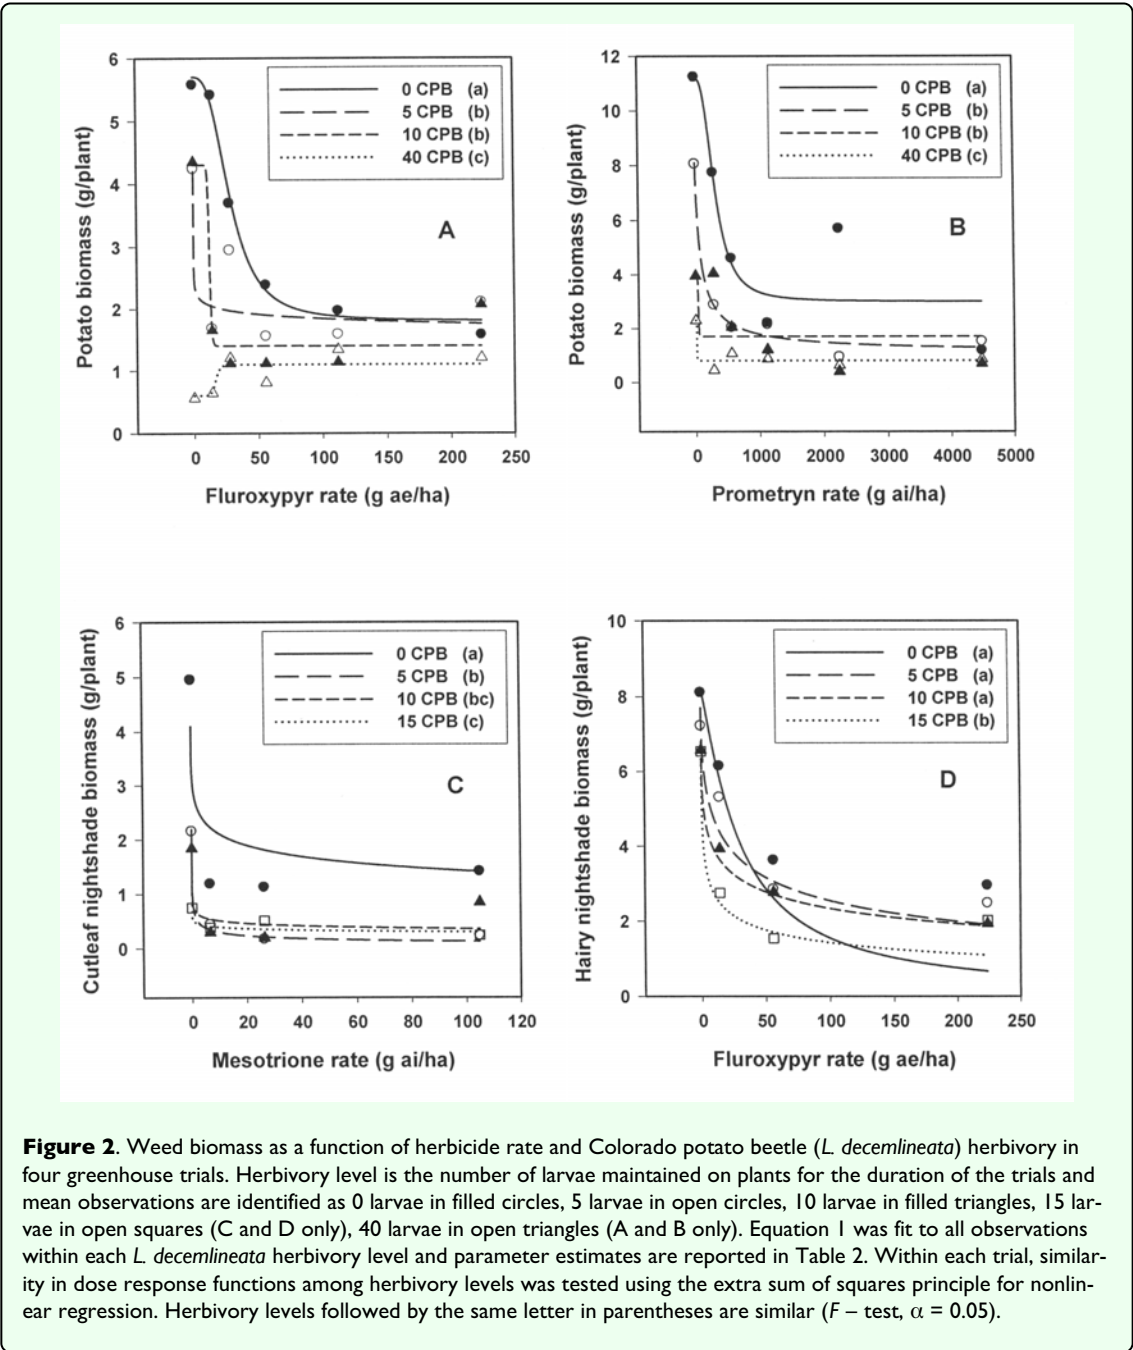 6
5
4
3
2
1
0
Potato biomass (g/plant)
0 CPB (a)
5 CPB (b)
10 CPB (b)
40 CPB (c)
A
0 50 100 150 200 250
Fluroxypyr rate (g ae/ha)
12
10
8
6
4
2
0
Potato biomass (g/plant)
0 CPB (a)
5 CPB (b)
10 CPB (b)
40 CPB (c)
B
0 1000 2000 3000 4000 5000
Prometryn rate (g ai/ha)
6
5
4
3
2
1
0
Cutleaf nightshade biomass (g/plant)
0 CPB (a)
5 CPB (b)
10 CPB (bc)
15 CPB (c)
C
0 20 40 60 80 100 120
Mesotrione rate (g ai/ha)
10
8
6
4
2
0
Hairy nightshade biomass (g/plant)
0 CPB (a)
5 CPB (a)
10 CPB (a)
15 CPB (b)
D
0 50 100 150 200 250
Fluroxypyr rate (g ae/ha)
Figure 2. Weed biomass as a function of herbicide rate and Colorado potato beetle (L. decemlineata) herbivory in
four greenhouse trials. Herbivory level is the number of larvae maintained on plants for the duration of the trials and
mean observations are identified as 0 larvae in filled circles, 5 larvae in open circles, 10 larvae in filled triangles, 15 lar-
vae in open squares (C and D only), 40 larvae in open triangles (A and B only). Equation 1 was fit to all observations
within each L. decemlineata herbivory level and parameter estimates are reported in Table 2. Within each trial, similar-
ity in dose response functions among herbivory levels was tested using the extra sum of squares principle for nonlin-
ear regression. Herbivory levels followed by the same letter in parentheses are similar (F – test, α = 0.05).